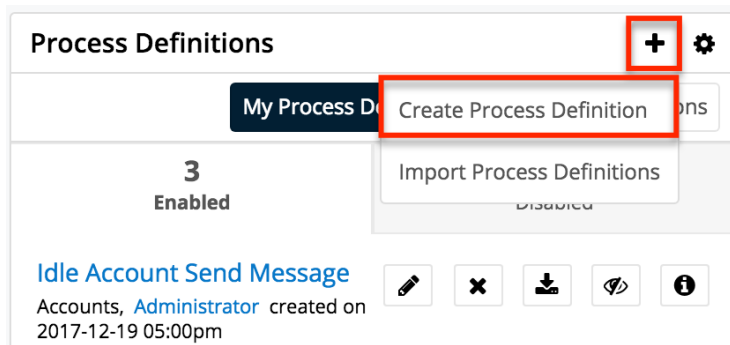 Process Definitions
My Process D
Create Process Definition
ons
Import Process Definitions
3
Enabled
Disabled
Idle Account Send Message
Accounts, Administrator created on
2017-12-19 05:00pm